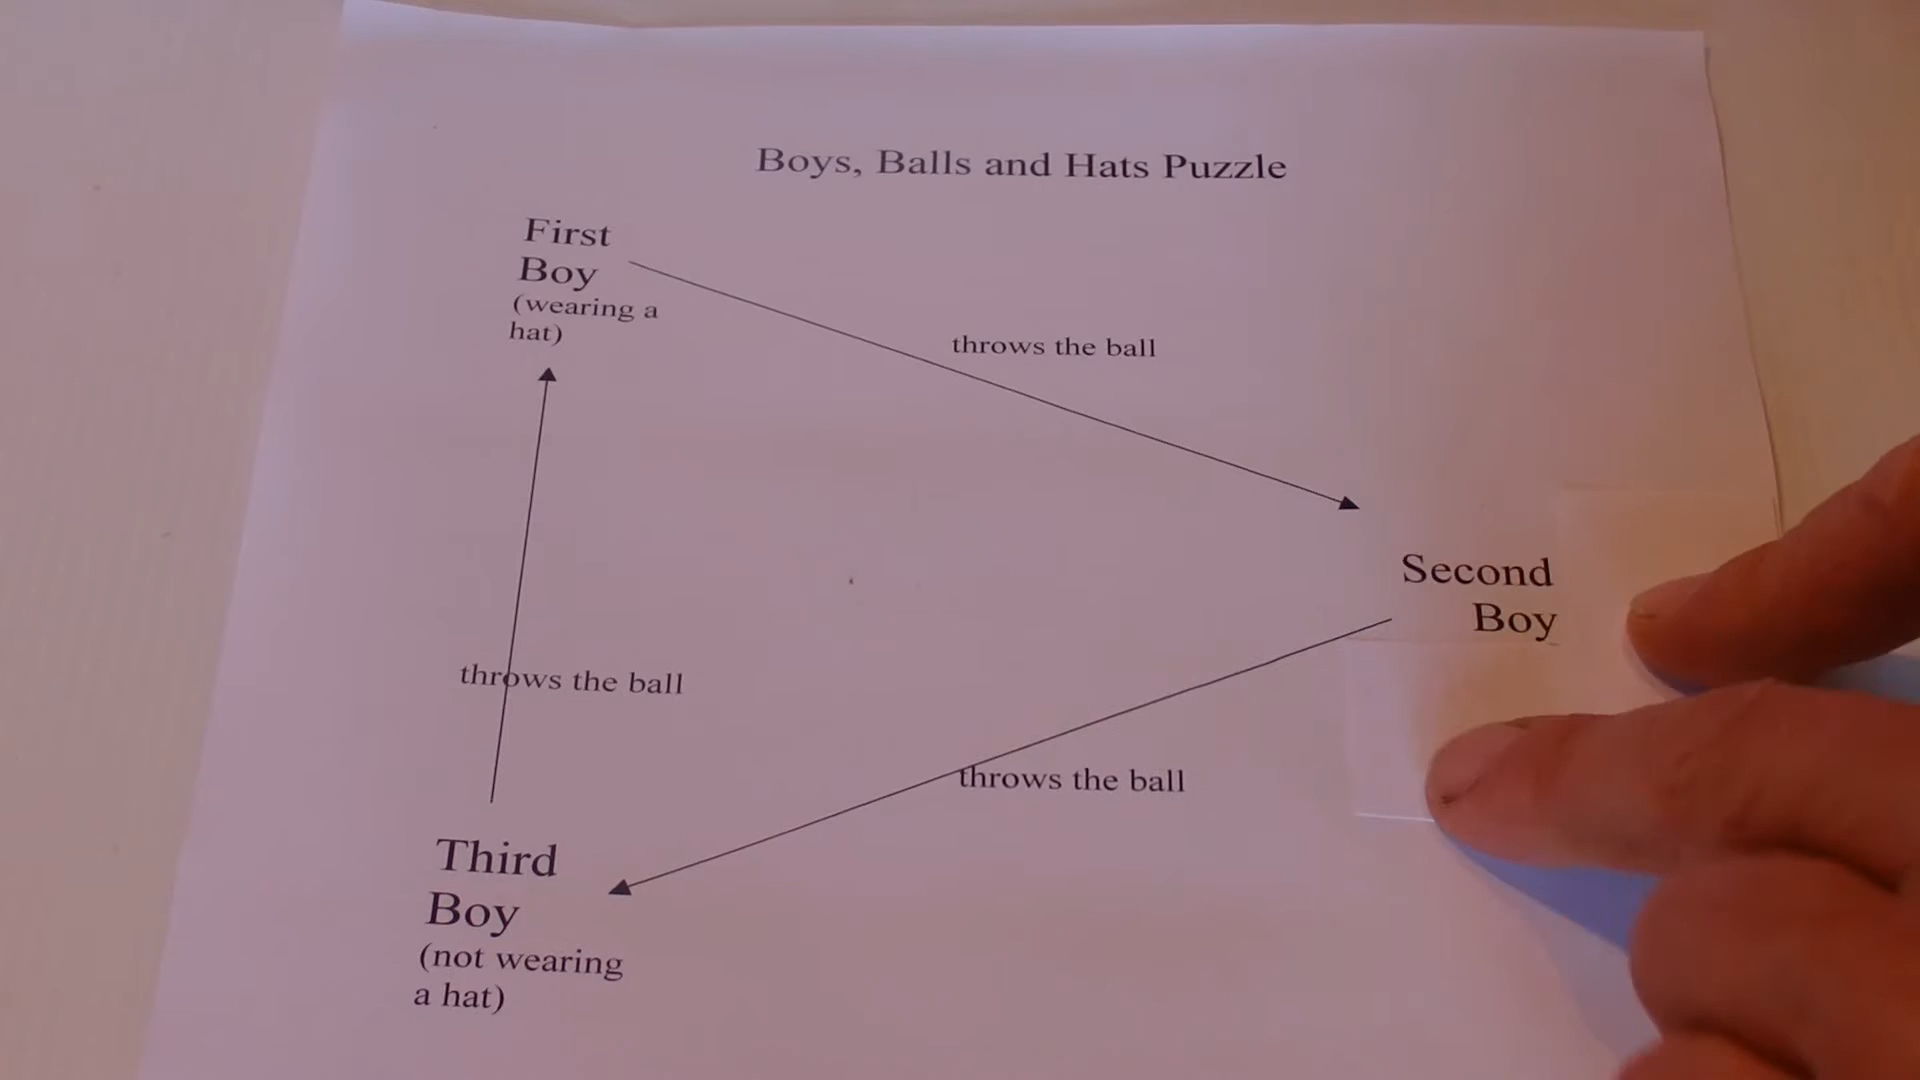 Boys, Balls and Hats Puzzle
First
Boy
(wearing a
hat)
throws the ball
Second
Boy
throws the ball
throws the ball
Third
Boy
(not wearing
a hat)